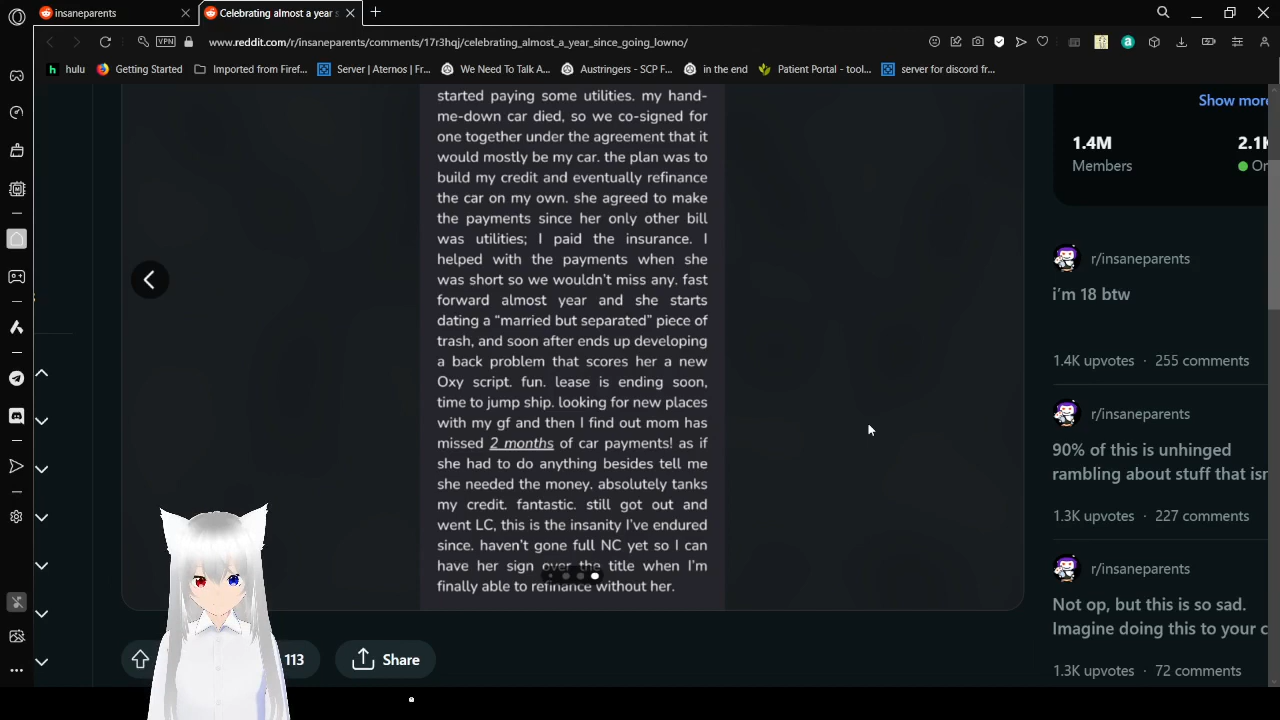 insaneparents
Celebrating almost a year s
VPN
www.reddit.com/r/insaneparents/comments/17r3hqj/celebrating_almost_a_year_since_going_lowno/
hulu
Getting Started
Imported from Firef...
Server | Aternos | Fr...
We Need To Talk A...
Austringers - SCP F...
in the end
Patient Portal - tool...
server for discord fr...
started paying some utilities. my hand-
me-down car died, so we co-signed for
one together under the agreement that it
would mostly be my car. the plan was to
build my credit and eventually refinance
the car on my own. she agreed to make
the payments since her only other bill
was utilities; I paid the insurance. I
helped with the payments when she
was short so we wouldn't miss any. fast
forward almost year and she starts
dating a "married but separated" piece of
trash, and soon after ends up developing
a back problem that scores her a new
Oxy script. fun. lease is ending soon,
time to jump ship. looking for new places
with my gf and then I find out mom has
missed 2 months of car payments! as if
she had to do anything besides tell me
she needed the money. absolutely tanks
my credit. fantastic. still got out and
went LC, this is the insanity I've endured
since. haven't gone full NC yet so I can
have her sign over the title when I'm
finally able to refinance without her.
113
Share
Show more
1.4M
2.1K
Members
On
r/insaneparents
i'm 18 btw
1.4K upvotes · 255 comments
r/insaneparents
90% of this is unhinged
rambling about stuff that isn
1.3K upvotes · 227 comments
r/insaneparents
Not op, but this is so sad.
Imagine doing this to your c
1.3K upvotes · 72 comments